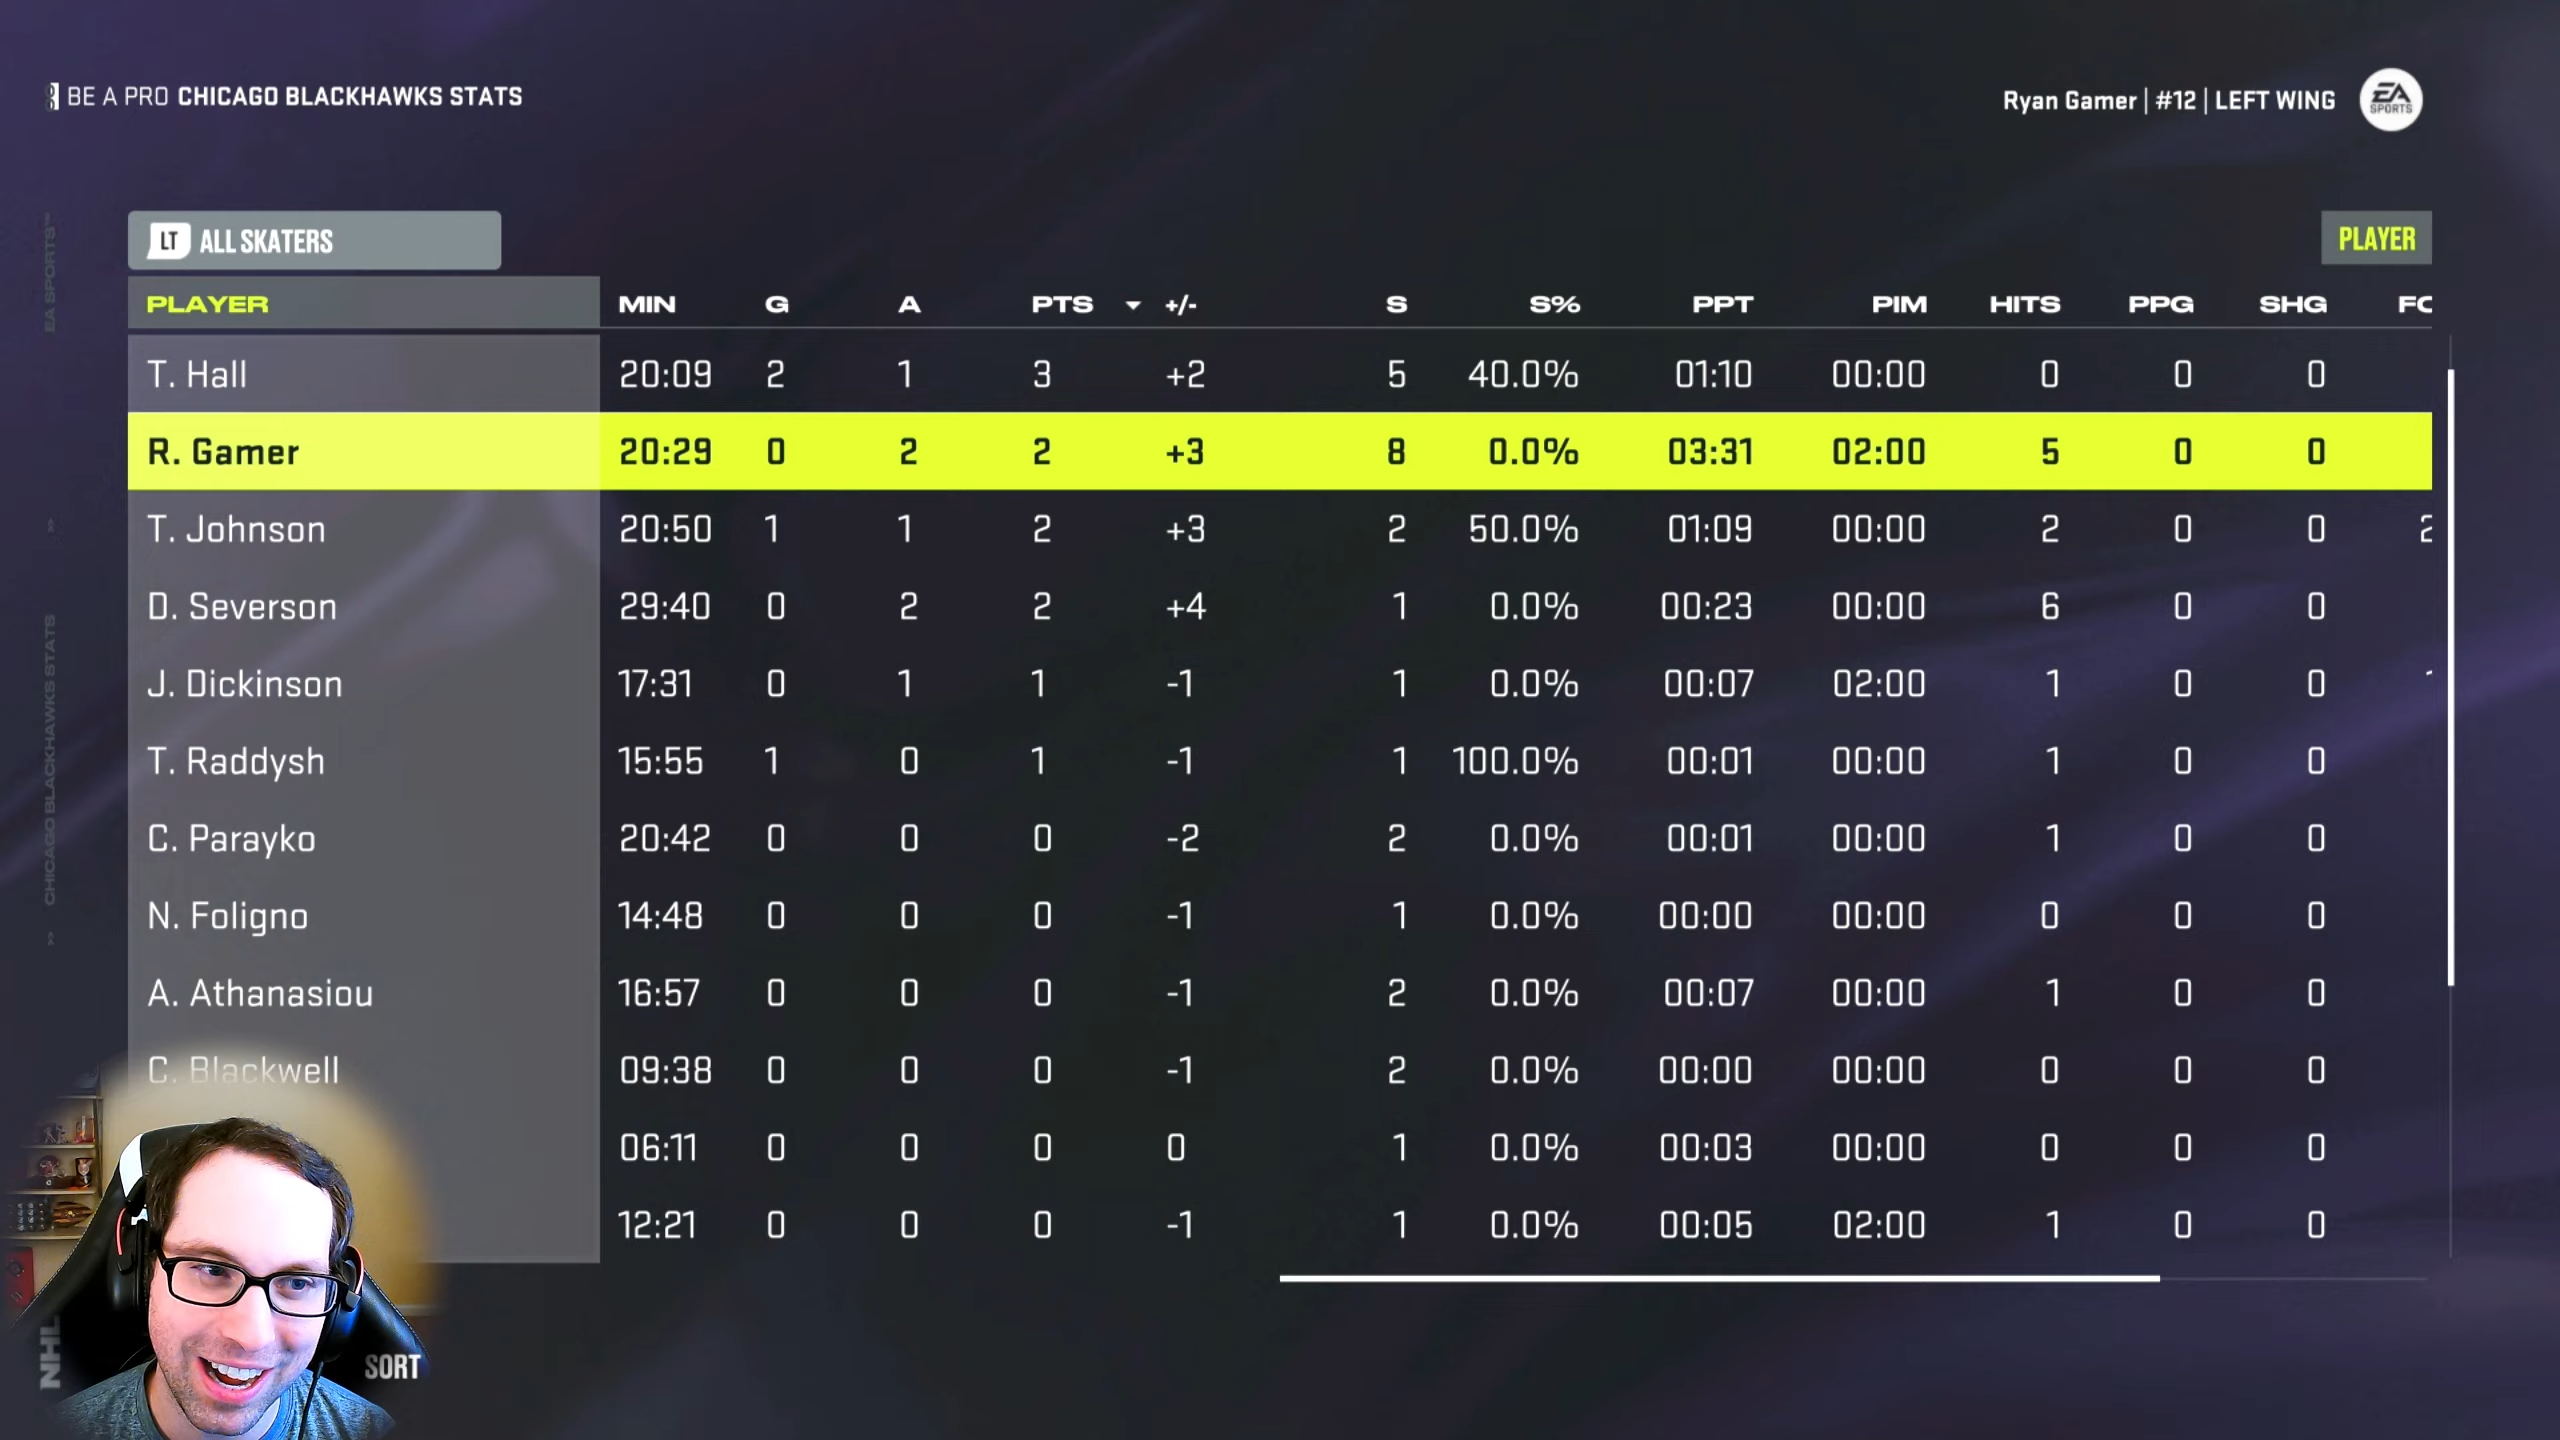 BE A PRO CHICAGO BLACKHAWKS STATS
Ryan Gamer | #12 | LEFT WING
EA SPORTS
LT ALL SKATERS
PLAYER
PLAYER MIN G A PTS +/- S S% PPT PIM HITS PPG SHG
T. Hall 20:09 2 1 3 +2 5 40.0% 01:10 00:00 0 0 0
R. Gamer 20:29 0 2 2 +3 8 0.0% 03:31 02:00 5 0 0
T. Johnson 20:50 1 1 2 +3 2 50.0% 01:09 00:00 2 0 0
D. Severson 29:40 0 2 2 +4 1 0.0% 00:23 00:00 6 0 0
J. Dickinson 17:31 0 1 1 -1 1 0.0% 00:07 02:00 1 0 0
T. Raddysh 15:55 1 0 1 -1 1 100.0% 00:01 00:00 1 0 0
C. Parayko 20:42 0 0 0 -2 2 0.0% 00:01 00:00 1 0 0
N. Foligno 14:48 0 0 0 -1 1 0.0% 00:00 00:00 0 0 0
A. Athanasiou 16:57 0 0 0 -1 2 0.0% 00:07 00:00 1 0 0
C. Blackwell 09:38 0 0 0 -1 2 0.0% 00:00 00:00 0 0 0
06:11 0 0 0 0 1 0.0% 00:03 00:00 0 0 0
12:21 0 0 0 -1 1 0.0% 00:05 02:00 1 0 0
SORT
EA SPORTS™
»
CHICAGO BLACKHAWKS STATS
»
NHL